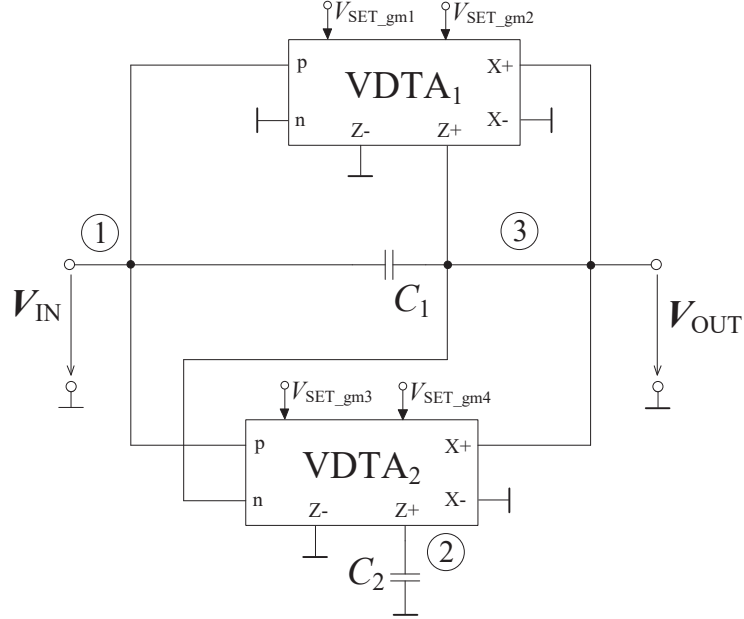 V_SET_gm1
V_SET_gm2
p
VDTA₁
X+
n
Z-
Z+
X-
①
③
V_IN
C₁
V_OUT
V_SET_gm3
V_SET_gm4
p
VDTA₂
X+
n
Z-
Z+
X-
②
C₂